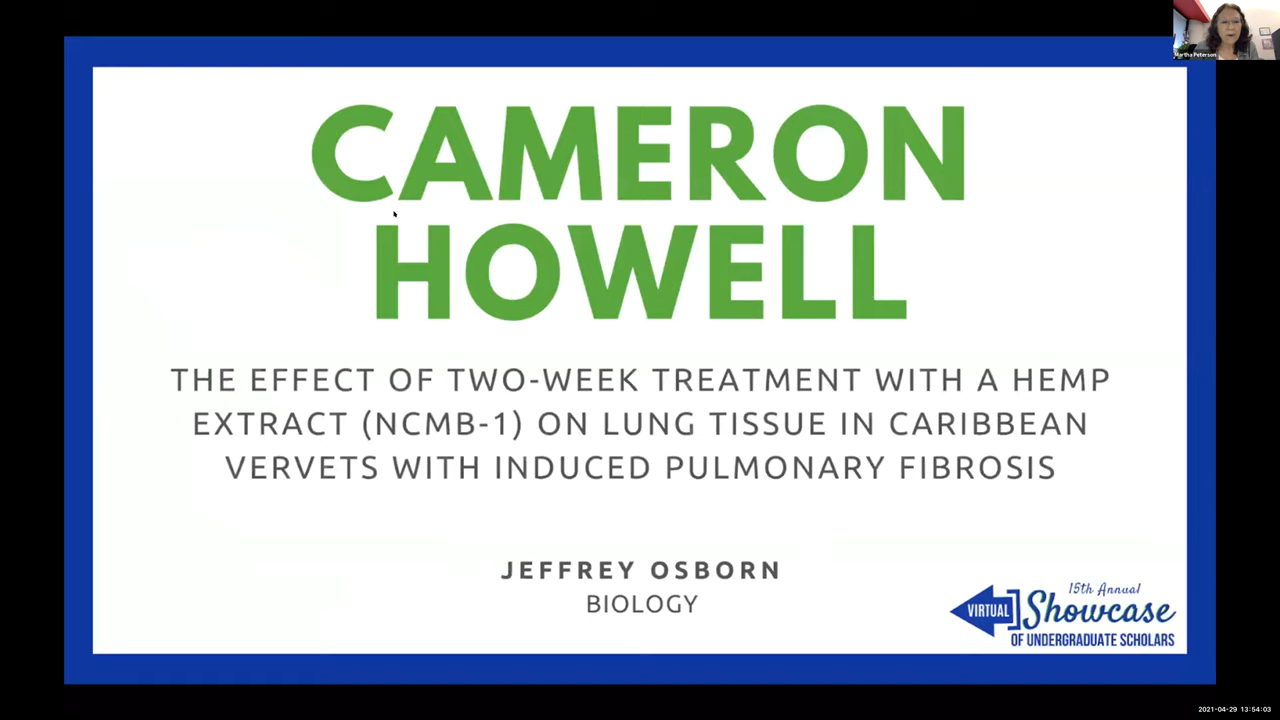 Martha Peterson
CAMERON
HOWELL
THE EFFECT OF TWO-WEEK TREATMENT WITH A HEMP
EXTRACT (NCMB-1) ON LUNG TISSUE IN CARIBBEAN
VERVETS WITH INDUCED PULMONARY FIBROSIS
JEFFREY OSBORN
BIOLOGY
15th Annual
VIRTUAL Showcase
OF UNDERGRADUATE SCHOLARS
2021-04-29 13:54:03